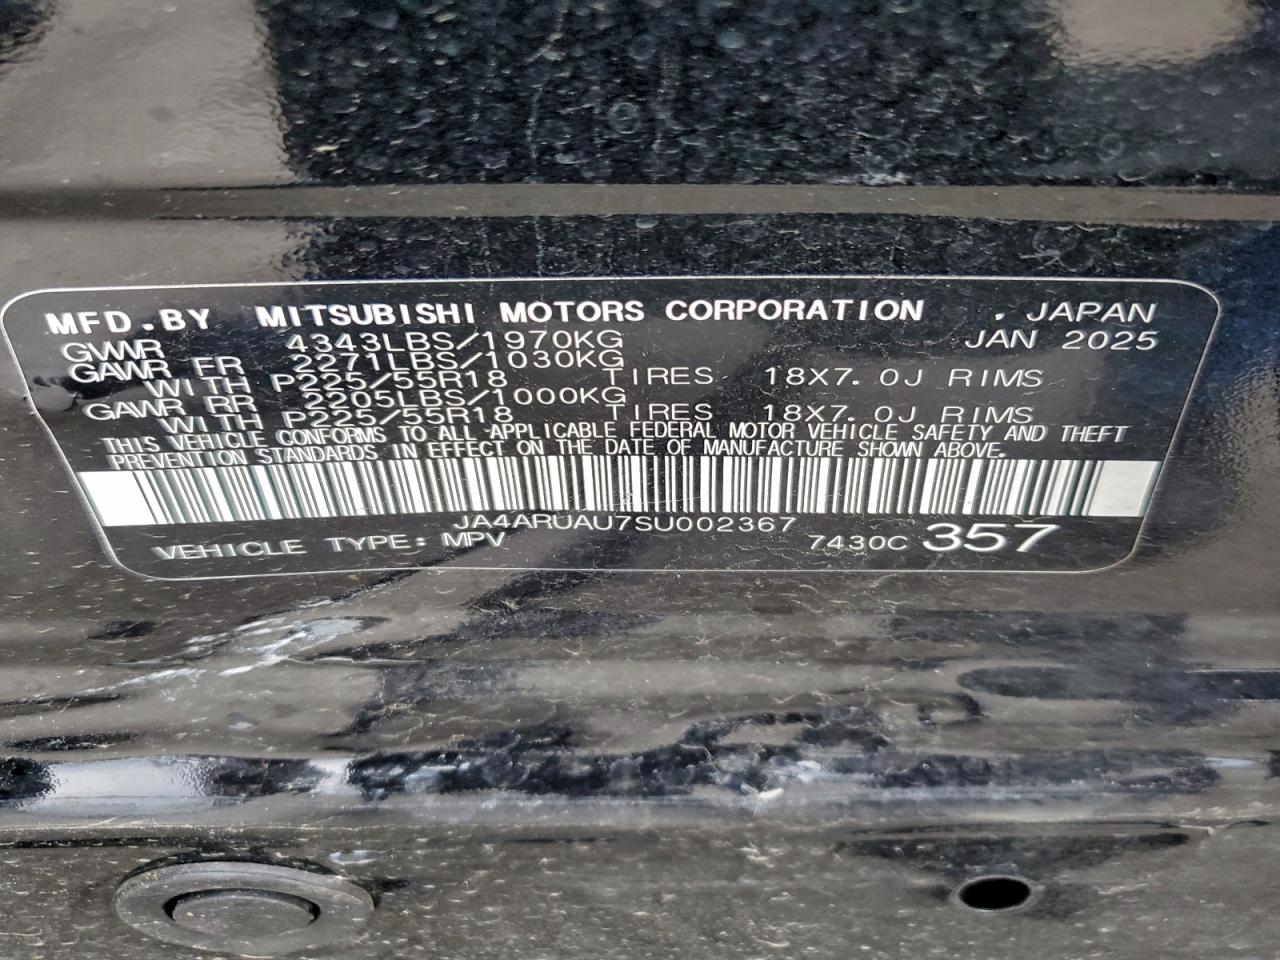 MFD.BY MITSUBISHI MOTORS CORPORATION . JAPAN
GVWR 4343LBS/1970KG JAN 2025
GAWR FR 2271LBS/1030KG
WITH P225/55R18 TIRES 18X7.0J RIMS
GAWR RR 2205LBS/1000KG
WITH P225/55R18 TIRES 18X7.0J RIMS
THIS VEHICLE CONFORMS TO ALL APPLICABLE FEDERAL MOTOR VEHICLE SAFETY AND THEFT
PREVENTION STANDARDS IN EFFECT ON THE DATE OF MANUFACTURE SHOWN ABOVE.
JA4ARUAU7SU002367
VEHICLE TYPE: MPV 7430C 357